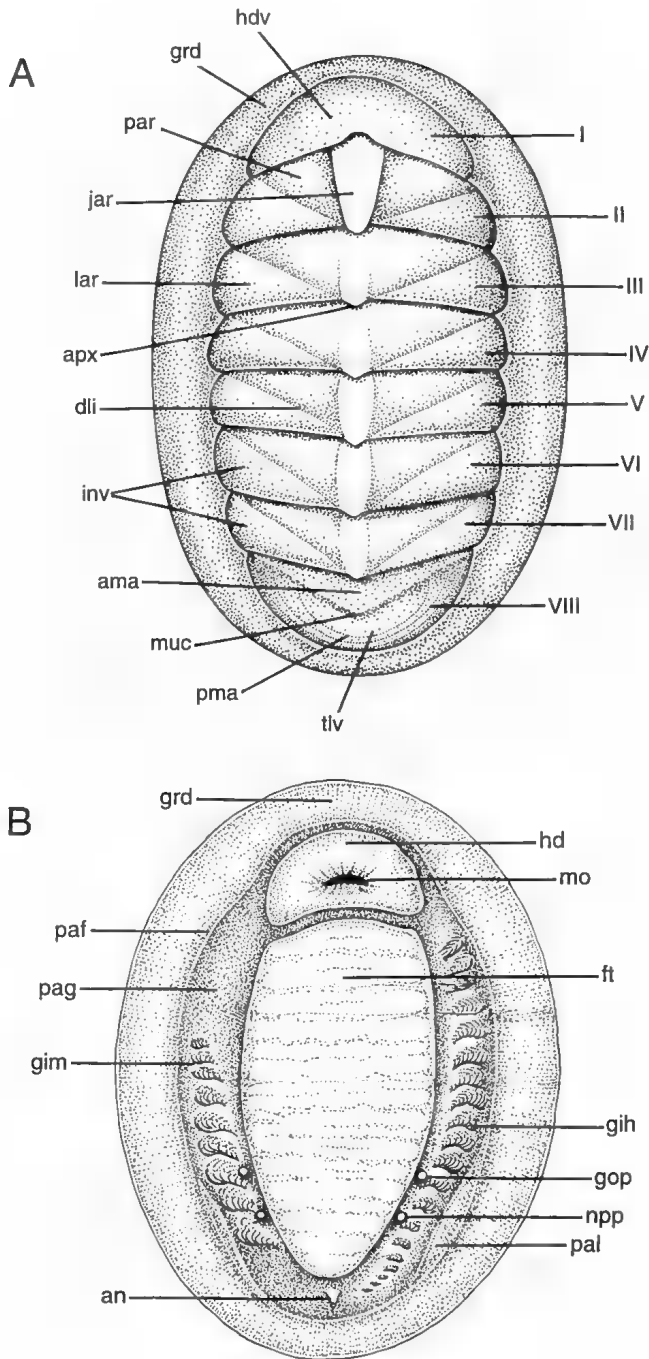 A
hdv
grd
par
jar
lar
apx
dli
inv
ama
muc
pma
tlv
I
II
III
IV
V
VI
VII
VIII
B
grd
hd
mo
paf
pag
ft
gim
gih
gop
npp
pal
an